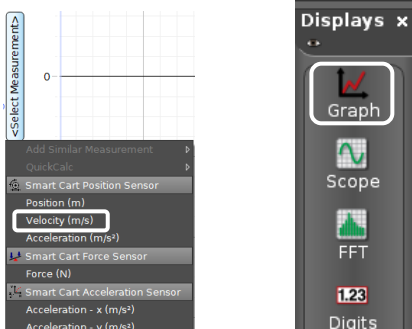 <Select Measurement>
0
Add Similar Measurement
QuickCalc
Smart Cart Position Sensor
Position (m)
Velocity (m/s)
Acceleration (m/s²)
Smart Cart Force Sensor
Force (N)
Smart Cart Acceleration Sensor
Acceleration - x (m/s²)
Acceleration - y (m/s²)
Displays x
Graph
Scope
FFT
1.23
Digits